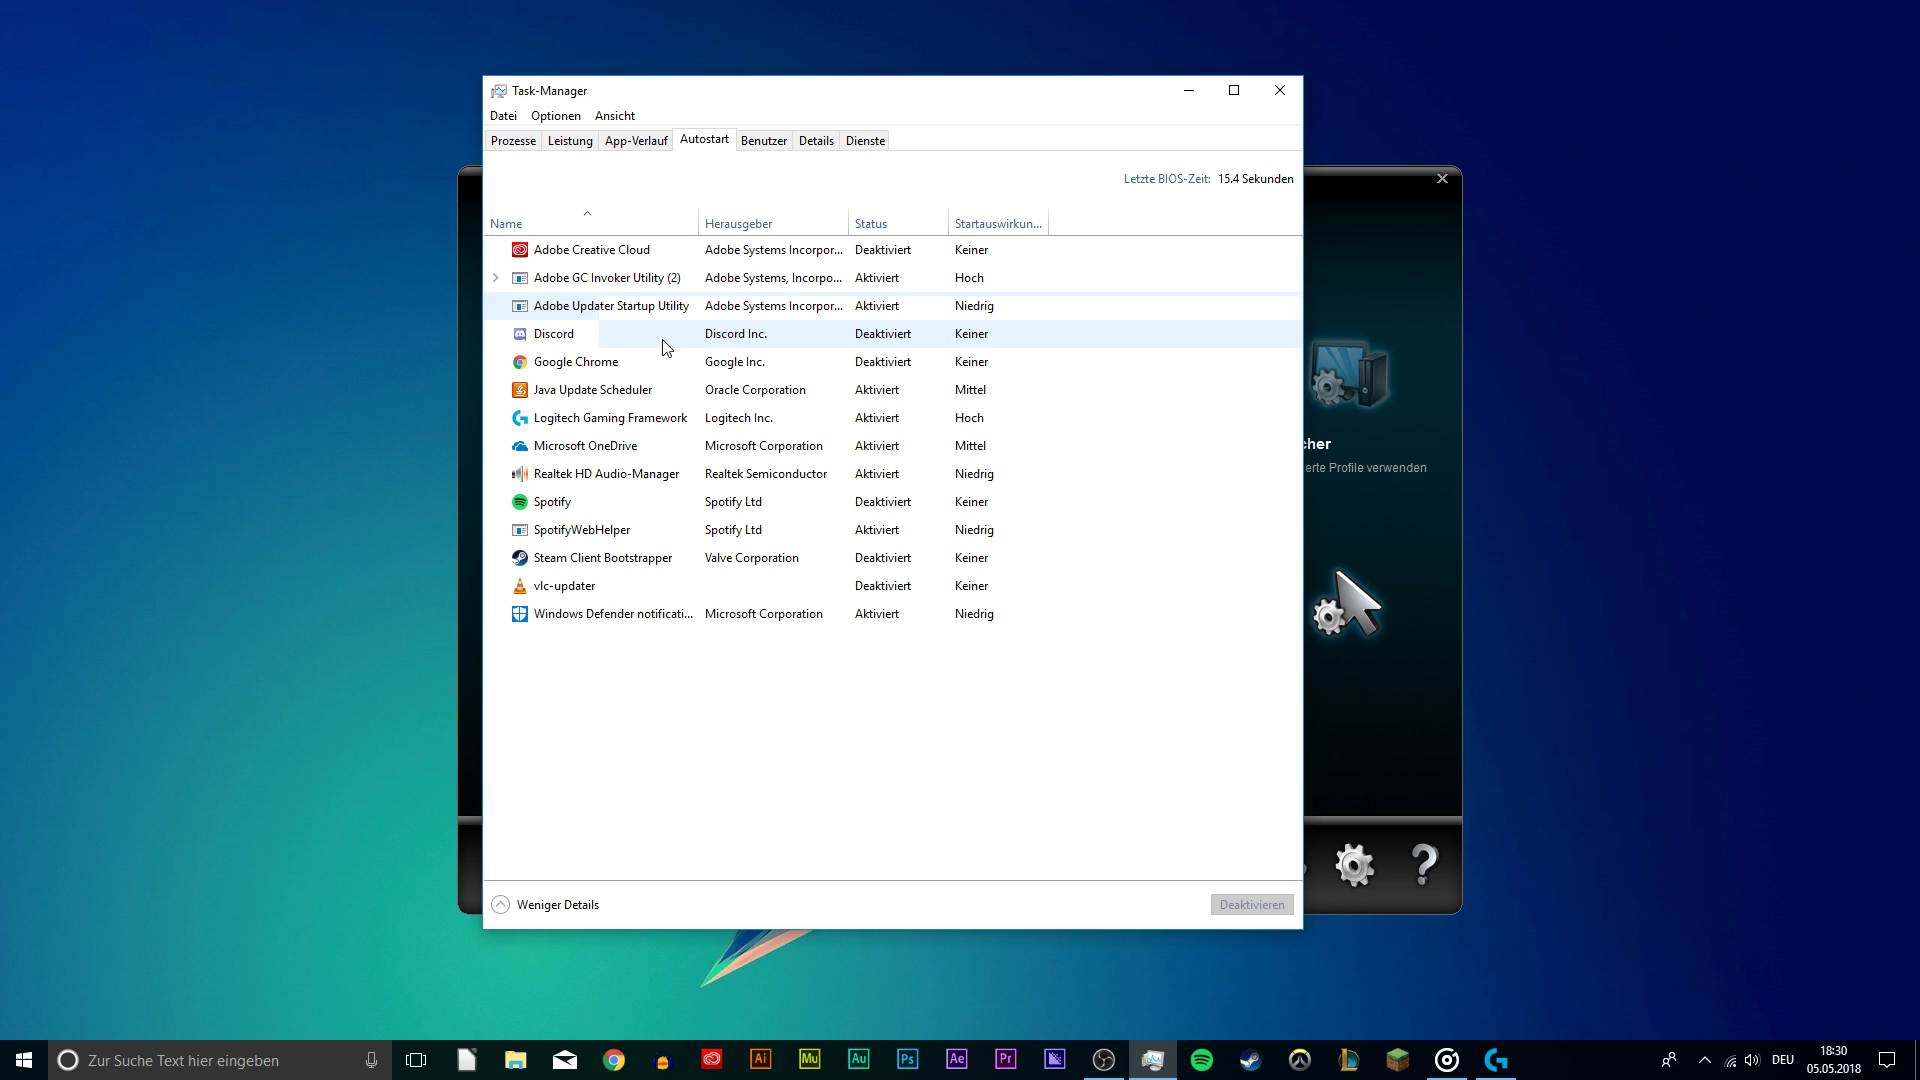 Task-Manager
Datei Optionen Ansicht
Prozesse Leistung App-Verlauf Autostart Benutzer Details Dienste
Letzte BIOS-Zeit: 15.4 Sekunden
Name Herausgeber Status Startauswirkun...
Adobe Creative Cloud Adobe Systems Incorpor... Deaktiviert Keiner
Adobe GC Invoker Utility (2) Adobe Systems, Incorpo... Aktiviert Hoch
Adobe Updater Startup Utility Adobe Systems Incorpor... Aktiviert Niedrig
Discord Discord Inc. Deaktiviert Keiner
Google Chrome Google Inc. Deaktiviert Keiner
Java Update Scheduler Oracle Corporation Aktiviert Mittel
Logitech Gaming Framework Logitech Inc. Aktiviert Hoch
Microsoft OneDrive Microsoft Corporation Aktiviert Mittel
Realtek HD Audio-Manager Realtek Semiconductor Aktiviert Niedrig
Spotify Spotify Ltd Deaktiviert Keiner
SpotifyWebHelper Spotify Ltd Aktiviert Niedrig
Steam Client Bootstrapper Valve Corporation Deaktiviert Keiner
vlc-updater Deaktiviert Keiner
Windows Defender notificati... Microsoft Corporation Aktiviert Niedrig
cher
erte Profile verwenden
Weniger Details Deaktivieren
Zur Suche Text hier eingeben
Ai Mu Au Ps Ae Pr
DEU
18:30
05.05.2018